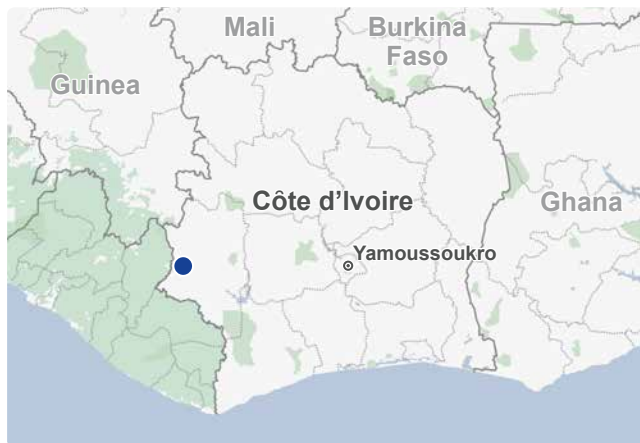 Mali
Burkina
Faso
Guinea
Côte d’Ivoire
Ghana
Yamoussoukro